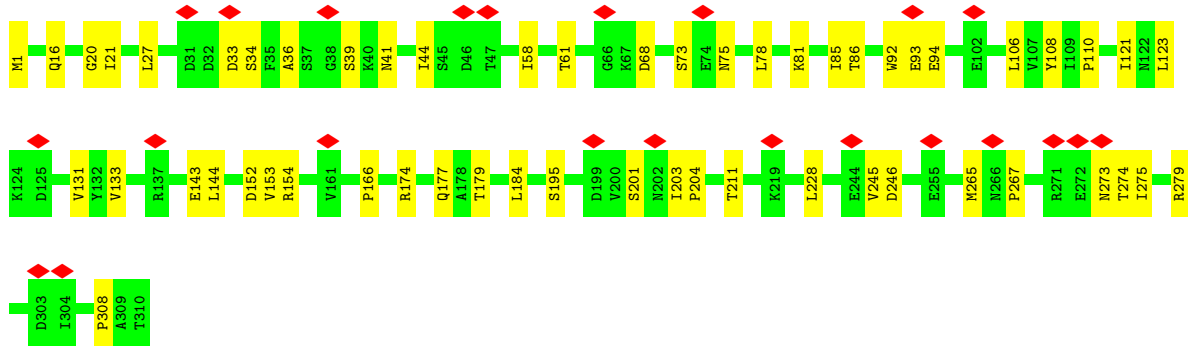 M1 Q16 G20 I21 L27 D31 D32 D33 S34 F35 A36 S37 G38 S39 K40 N41 I44 S45 D46 T47 I58 T61 G66 K67 D68 S73 E74 N75 L78 K81 I85 T86 W92 E93 E94 E102 L106 V107 Y108 I109 P110 I121 N122 L123
K124 D125 V131 Y132 V133 R137 E143 L144 D152 V153 R154 V161 P166 R174 Q177 A178 T179 L184 S195 D199 V200 S201 N202 I203 P204 T211 K219 L228 E244 V245 D246 E255 M265 N266 P267 R271 E272 N273 T274 I275 R279
D303 I304 P308 A309 T310